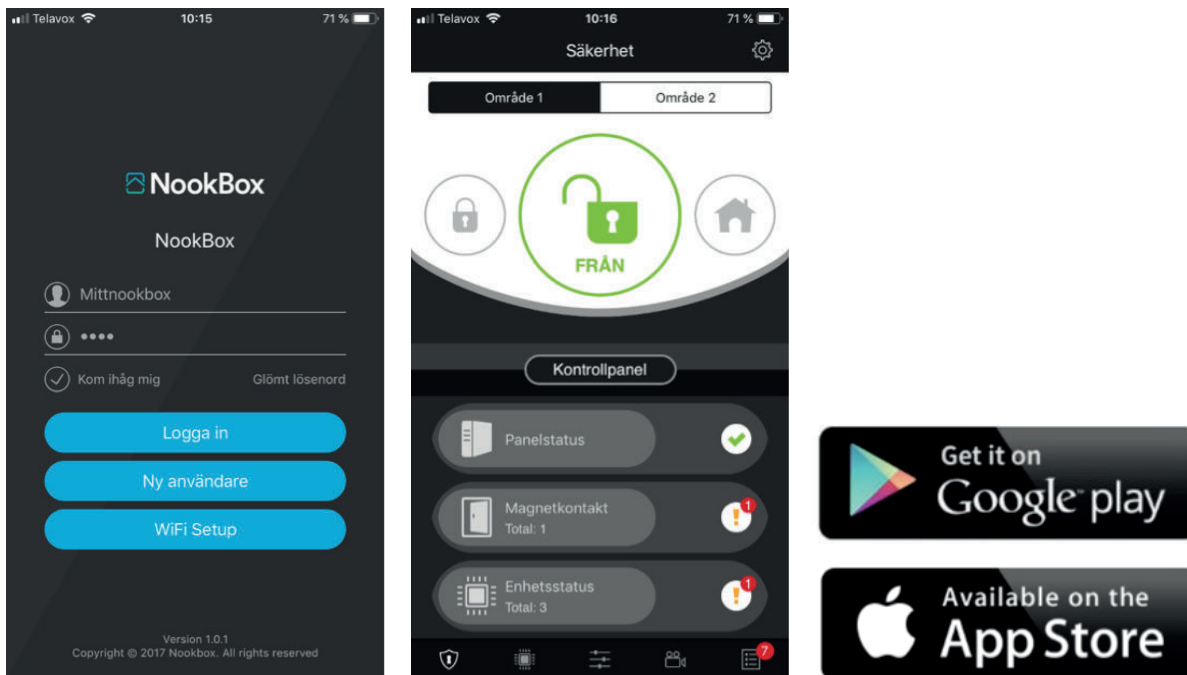 Telavox 10:15 71 %
NookBox
NookBox
Mittnookbox
••••
Kom ihåg mig Glömt lösenord
Logga in
Ny användare
WiFi Setup
Version 1.0.1
Copyright © 2017 Nookbox. All rights reserved
Telavox 10:16 71 %
Säkerhet
Område 1 Område 2
FRÅN
Kontrollpanel
Panelstatus
Magnetkontakt
Total: 1
1
Enhetsstatus
Total: 3
1
7
Get it on
Google play
Available on the
App Store